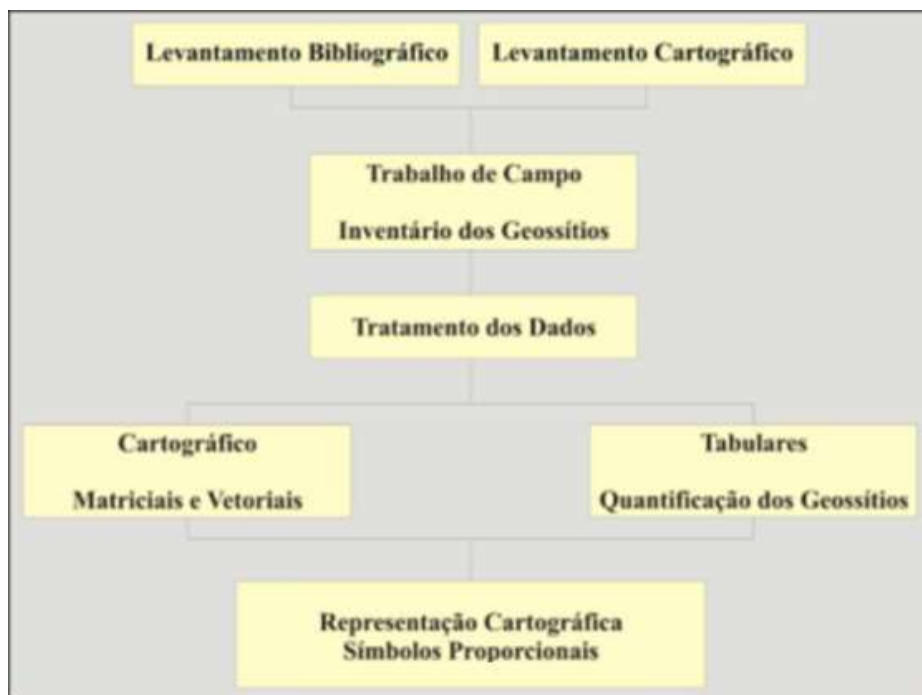 Levantamento Bibliográfico
Levantamento Cartográfico
Trabalho de Campo
Inventário dos Geossítios
Tratamento dos Dados
Cartográfico
Matriciais e Vetoriais
Tabulares
Quantificação dos Geossítios
Representação Cartográfica
Símbolos Proporcionais